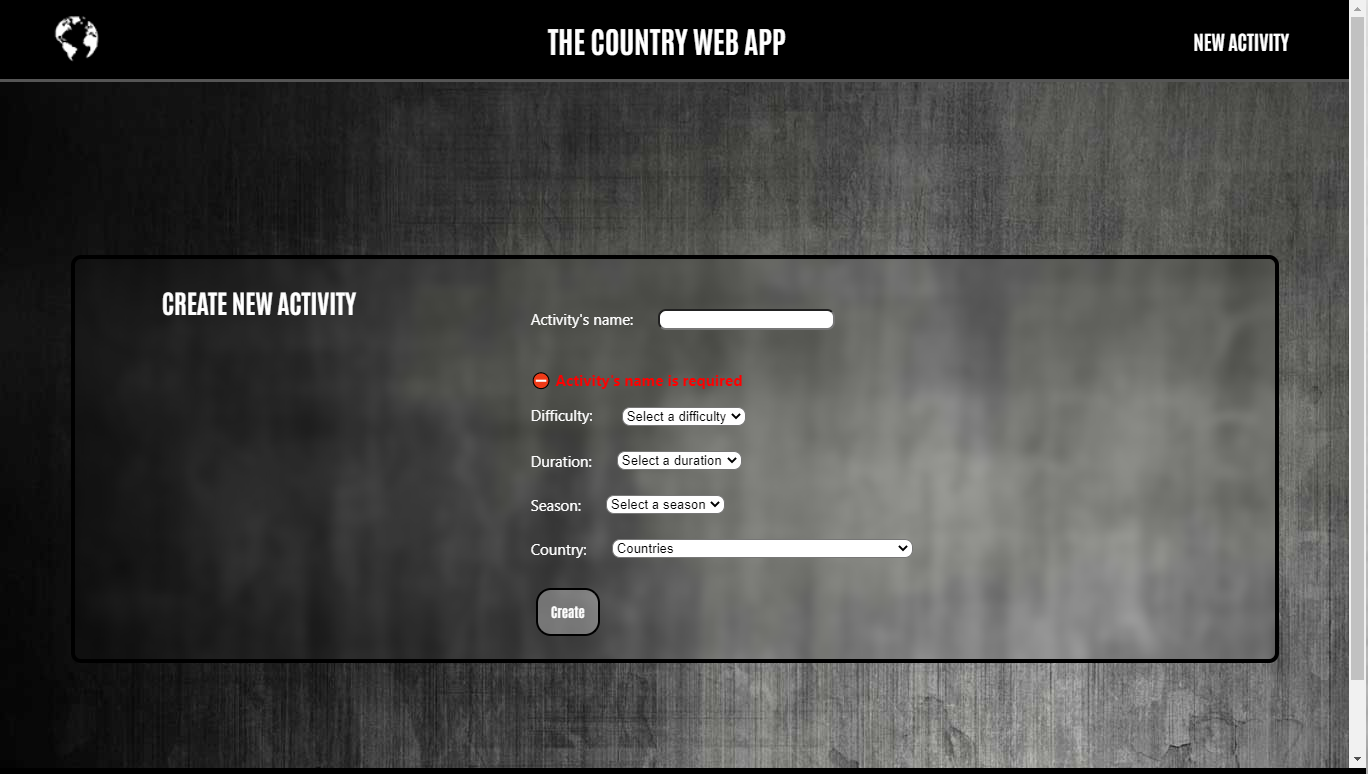 THE COUNTRY WEB APP
NEW ACTIVITY
CREATE NEW ACTIVITY
Activity's name:
Activity's name is required
Difficulty: Select a difficulty
Duration: Select a duration
Season: Select a season
Country: Countries
Create